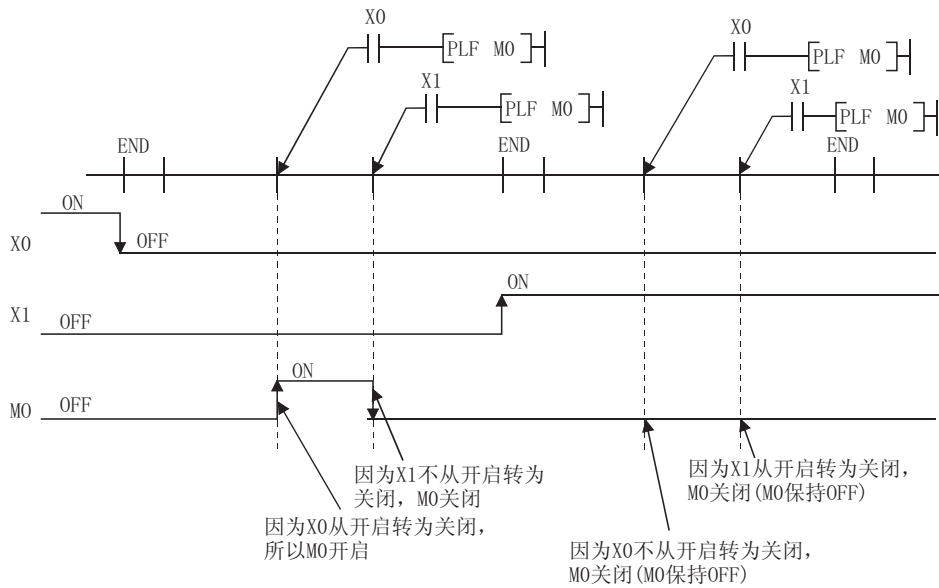 X0
PLF M0
X1
PLF M0
X0
PLF M0
X1
PLF M0
END
END
END
X0
ON
OFF
X1
OFF
ON
M0
OFF
ON
因为X1不从开启转为
关闭，M0关闭
因为X0从开启转为关闭，
所以M0开启
因为X1从开启转为关闭，
M0关闭(M0保持OFF)
因为X0不从开启转为关闭，
M0关闭(M0保持OFF)